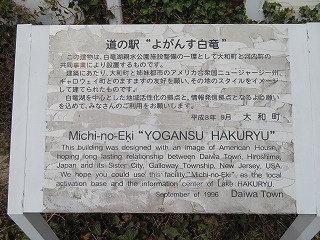 道の駅 “よがんす白竜”
この建物は、白竜湖親水公園施設整備の一環として大和町と河内町の
共同事業により設置するものです。
建築にあたり、大和町と姉妹都市のアメリカ合衆国ニュージャージー州
ギャロウェイ町とのますますの友好を願い、その地のスタイルをイメージ
して建てられたものです。
白竜湖を中心とした地域活性化の拠点と、情報発信拠点となるよう願い
を込めて、みなさんのご利用をお願いします。
平成8年 9月 大 和 町
Michi-no-Eki “YOGANSU HAKURYU”
This building was designed with an image of American House,
hoping long lasting relationship between Daiwa Town, Hiroshima,
Japan and its Sister City, Galloway Township, New Jersey, USA.
We hope you could use this facility, "Michi-no-Eki", as the local
activation base and the information center of Lake HAKURYU.
September of 1996 Daiwa Town